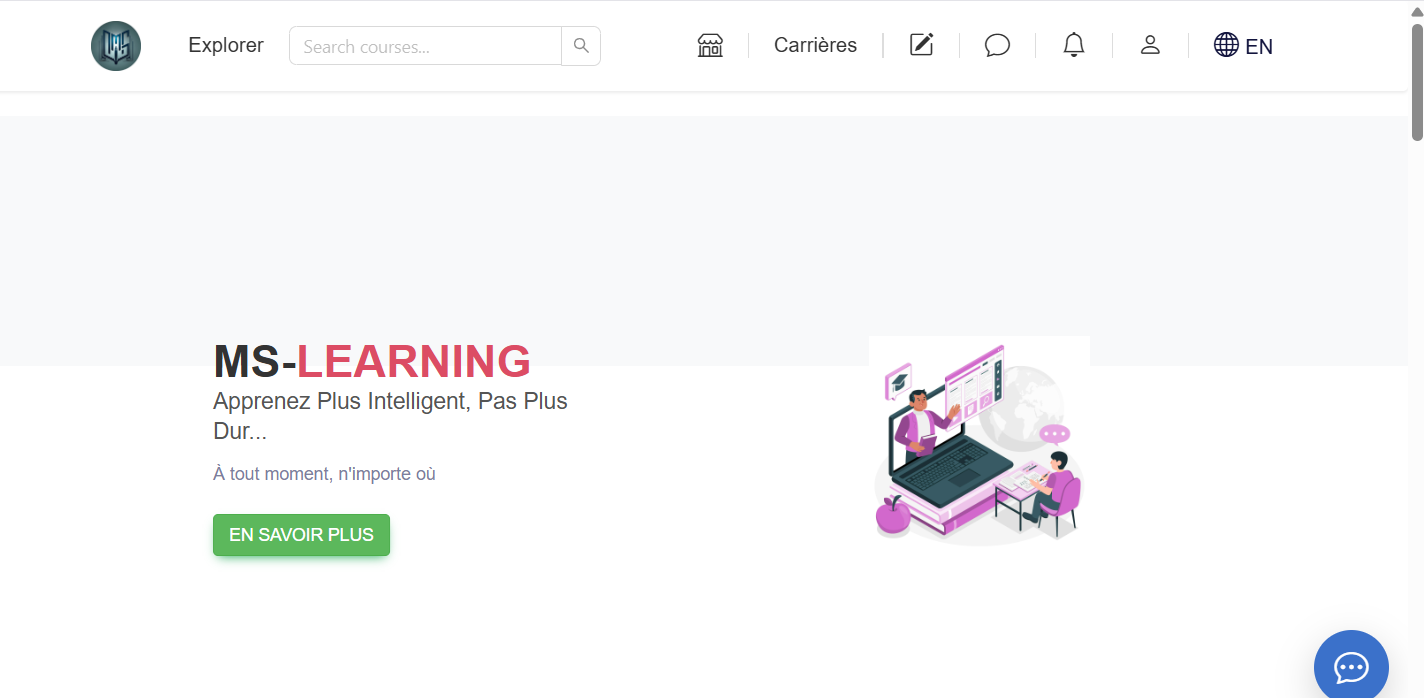 Explorer
Search courses...
Carrières
EN
MS-LEARNING
Apprenez Plus Intelligent, Pas Plus
Dur...
À tout moment, n'importe où
EN SAVOIR PLUS